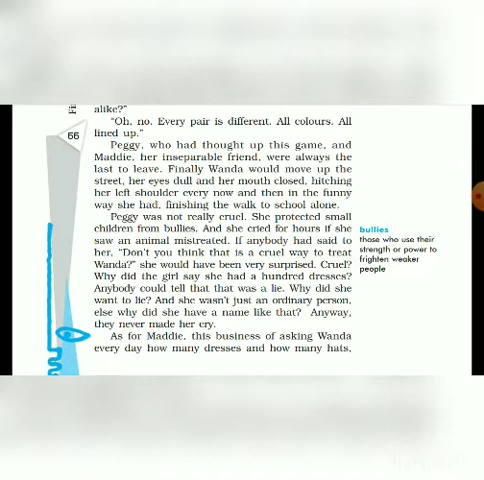 alike?"
"Oh, no. Every pair is different. All colours. All
66
lined up."
Peggy, who had thought up this game, and
Maddie, her inseparable friend, were always the
last to leave. Finally Wanda would move up the
street, her eyes dull and her mouth closed, hitching
her left shoulder every now and then in the funny
way she had, finishing the walk to school alone.
Peggy was not really cruel. She protected small
children from bullies. And she cried for hours if she
saw an animal mistreated. If anybody had said to
her, "Don't you think that is a cruel way to treat
Wanda?" she would have been very surprised. Cruel?
Why did the girl say she had a hundred dresses?
Anybody could tell that that was a lie. Why did she
want to lie? And she wasn't just an ordinary person,
else why did she have a name like that? Anyway,
they never made her cry.
As for Maddie, this business of asking Wanda
every day how many dresses and how many hats,
bullies
those who use their
strength or power to
frighten weaker
people